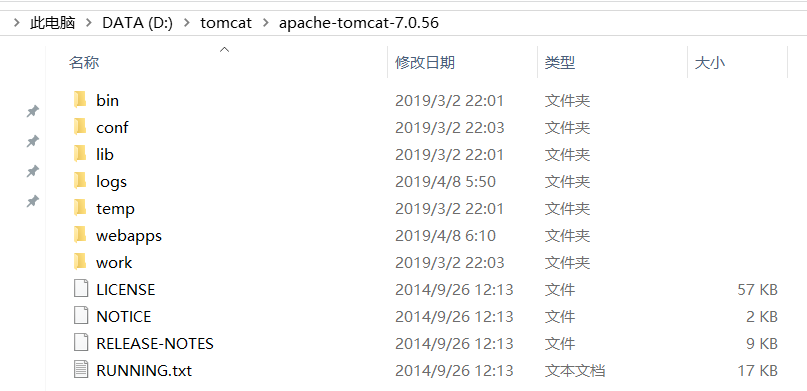 此电脑 > DATA (D:) > tomcat > apache-tomcat-7.0.56
名称 修改日期 类型 大小
bin 2019/3/2 22:01 文件夹
conf 2019/3/2 22:03 文件夹
lib 2019/3/2 22:01 文件夹
logs 2019/4/8 5:50 文件夹
temp 2019/3/2 22:01 文件夹
webapps 2019/4/8 6:10 文件夹
work 2019/3/2 22:03 文件夹
LICENSE 2014/9/26 12:13 文件 57 KB
NOTICE 2014/9/26 12:13 文件 2 KB
RELEASE-NOTES 2014/9/26 12:13 文件 9 KB
RUNNING.txt 2014/9/26 12:13 文本文档 17 KB